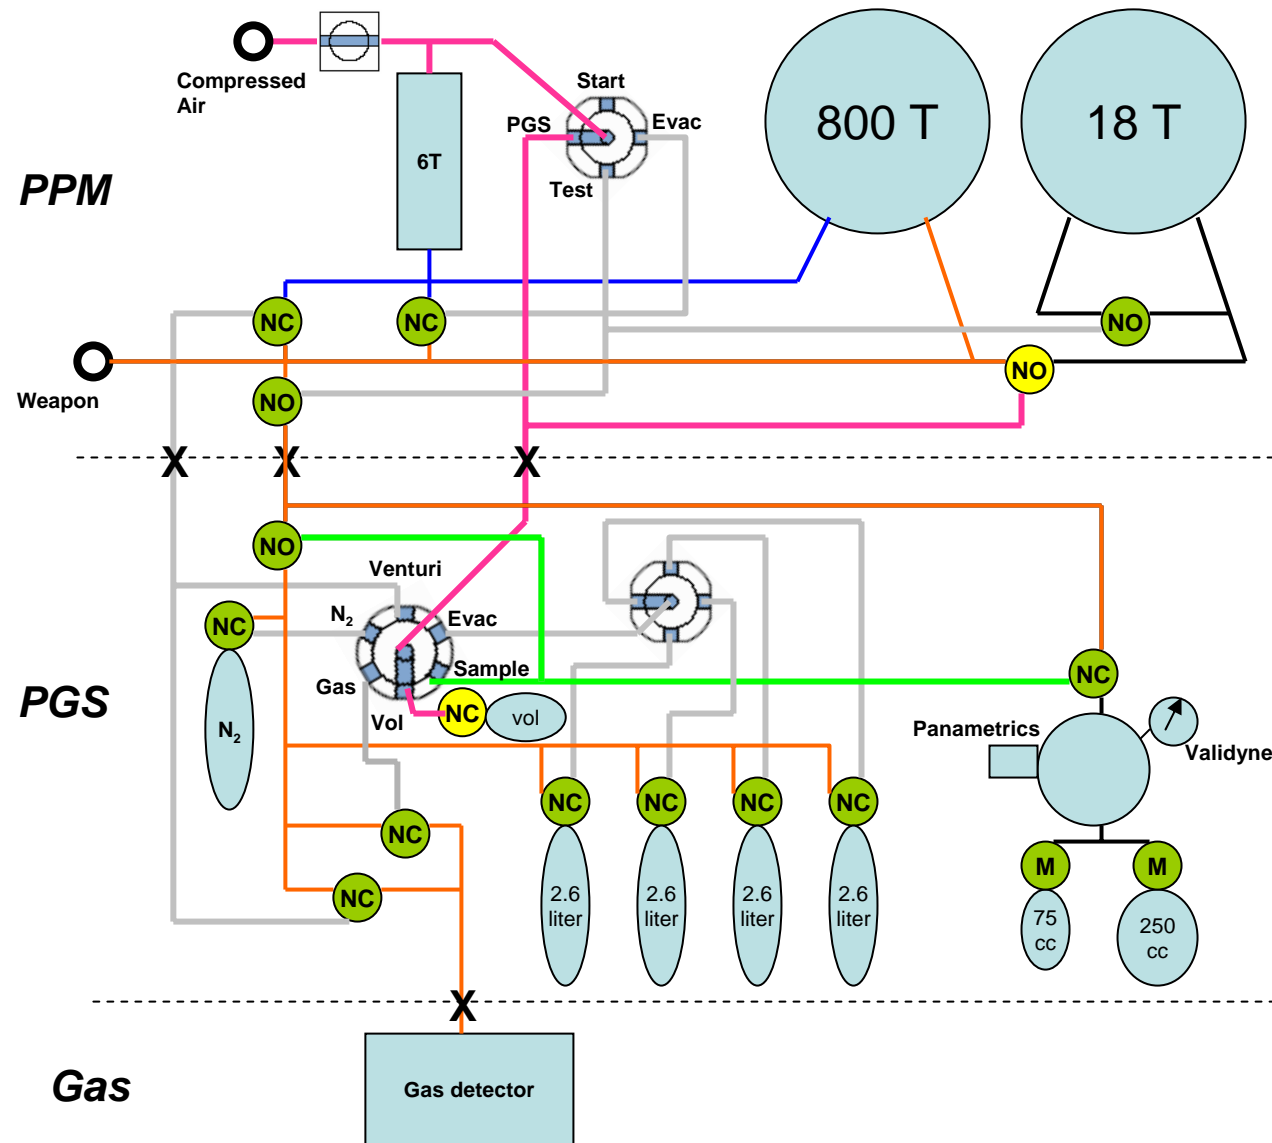 Compressed
Air
Start
PGS
Evac
Test
6T
800 T
18 T
PPM
NC
NC
NO
NO
Weapon
NO
X
X
X
NO
Venturi
N2
Evac
NC
Gas
Sample
Vol
NC
vol
NC
PGS
N2
Panametrics
Validyne
NC
NC
NC
NC
NC
NC
M
M
2.6
liter
2.6
liter
2.6
liter
2.6
liter
75
cc
250
cc
X
Gas
Gas detector